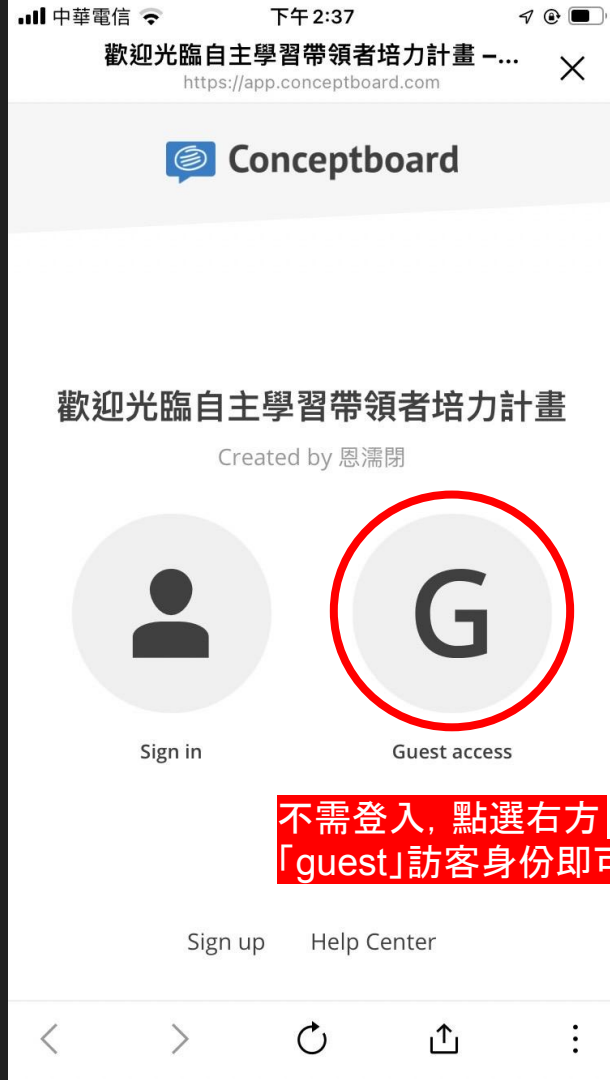 中華電信 下午2:37
歡迎光臨自主學習帶領者培力計畫 –...
https://app.conceptboard.com
Conceptboard
歡迎光臨自主學習帶領者培力計畫
Created by 恩濡閉
G
Sign in Guest access
不需登入, 點選右方
「guest」訪客身份即可
Sign up Help Center